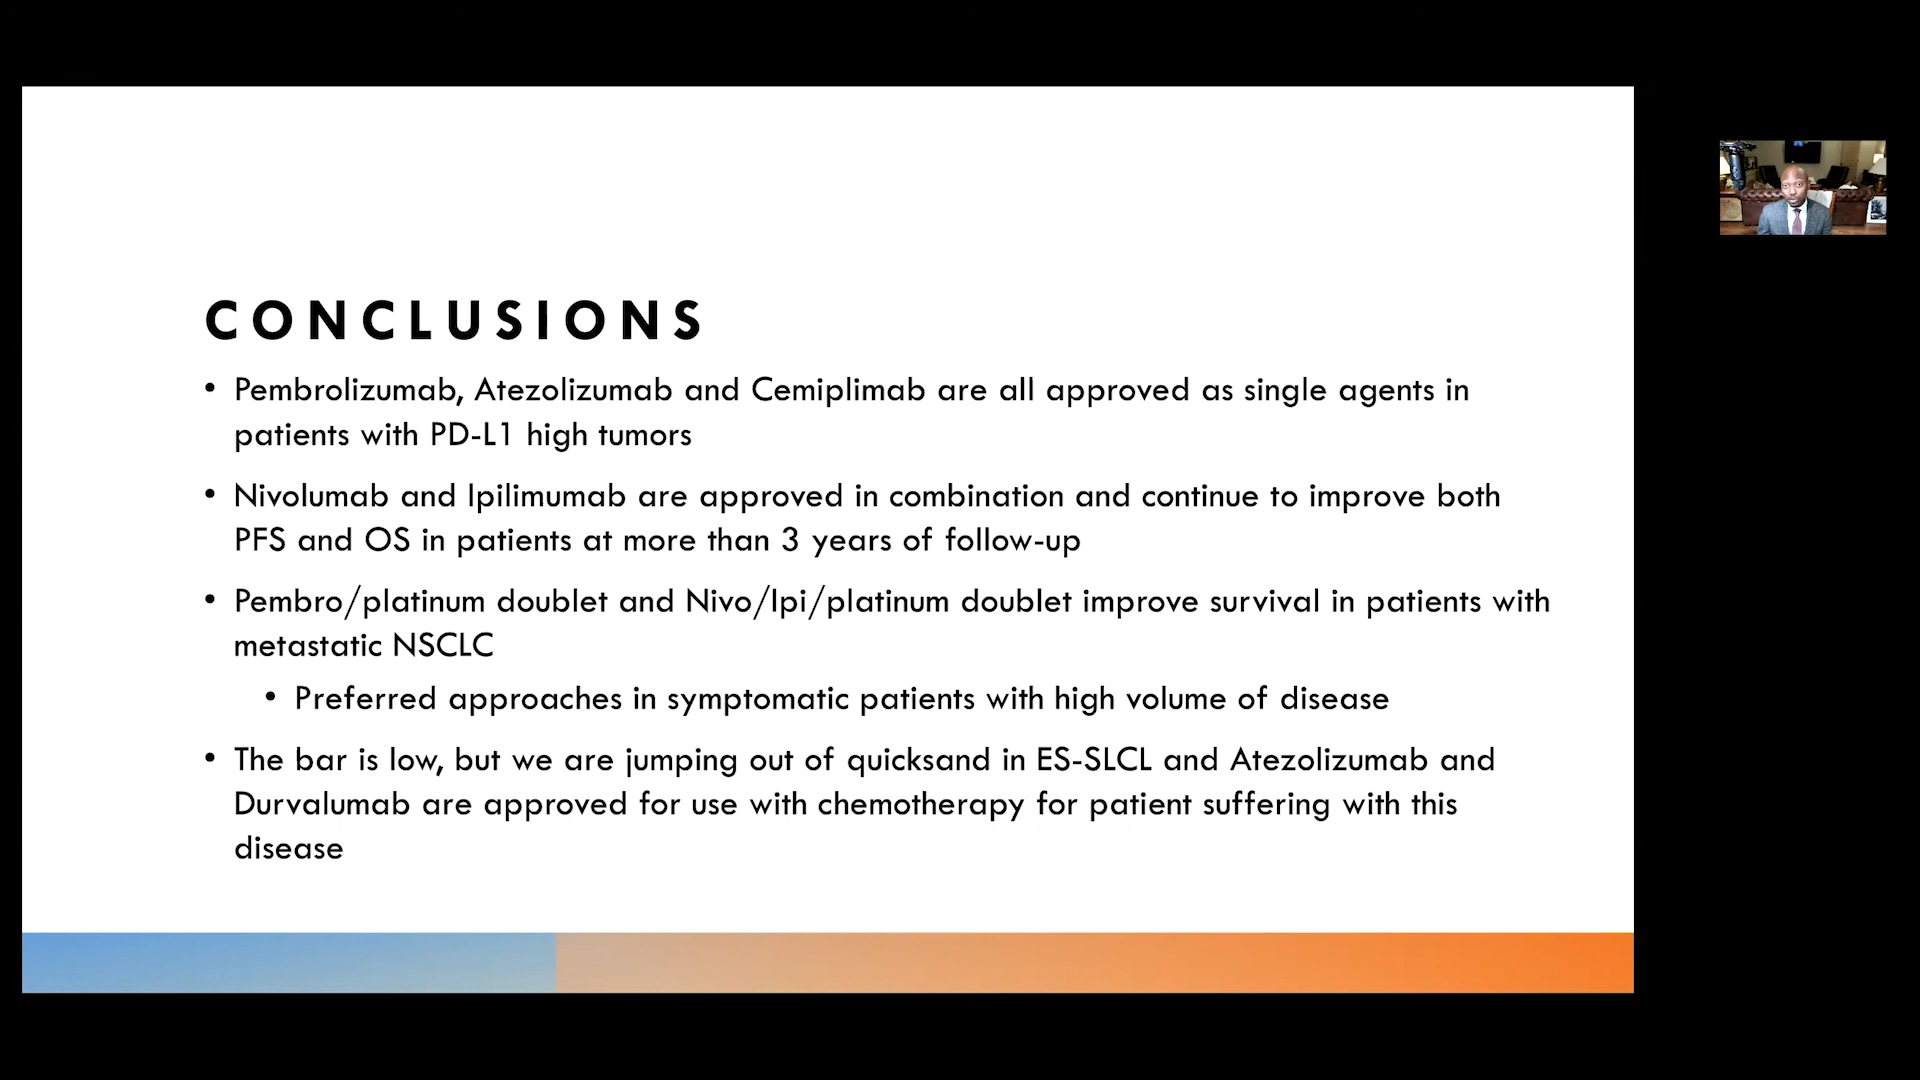 CONCLUSIONS
• Pembrolizumab, Atezolizumab and Cemiplimab are all approved as single agents in
patients with PD-L1 high tumors
• Nivolumab and Ipilimumab are approved in combination and continue to improve both
PFS and OS in patients at more than 3 years of follow-up
• Pembro/platinum doublet and Nivo/Ipi/platinum doublet improve survival in patients with
metastatic NSCLC
• Preferred approaches in symptomatic patients with high volume of disease
• The bar is low, but we are jumping out of quicksand in ES-SLCL and Atezolizumab and
Durvalumab are approved for use with chemotherapy for patient suffering with this
disease